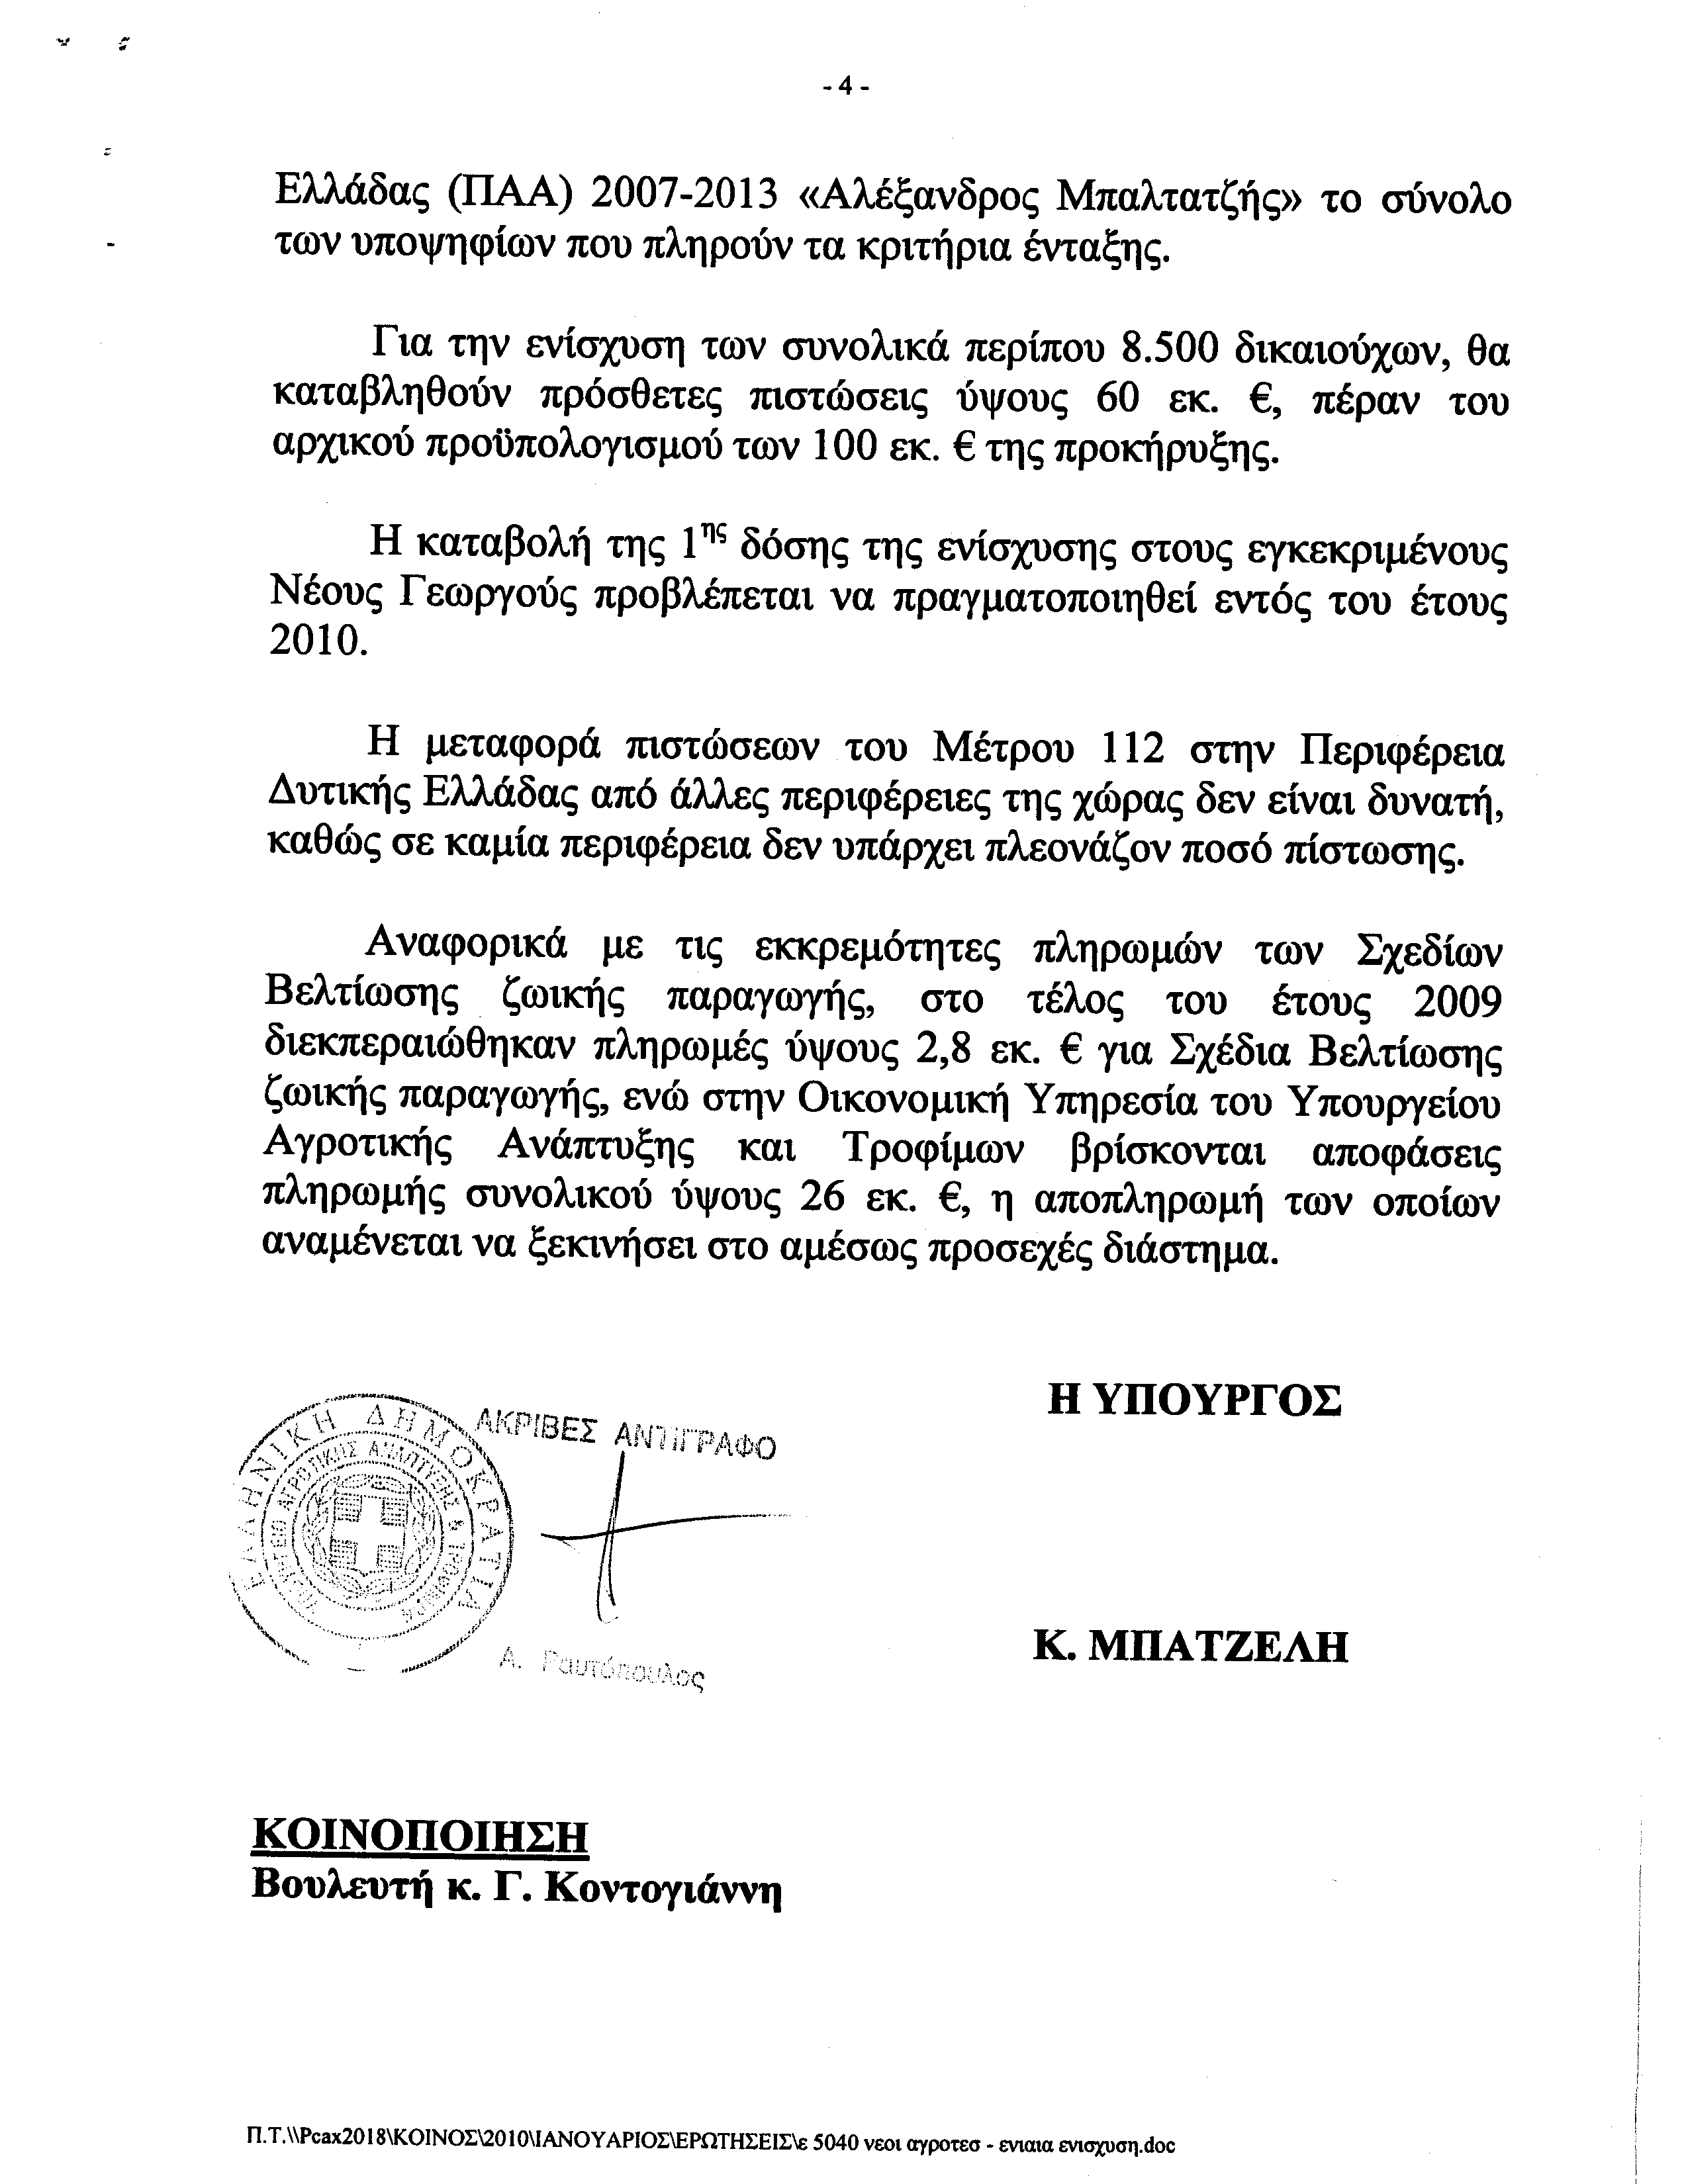 - 4 -
Ελλάδας (ΠΑΑ) 2007-2013 «Αλέξανδρος Μπαλτατζής» το σύνολο
των υποψηφίων που πληρούν τα κριτήρια ένταξης.
Για την ενίσχυση των συνολικά περίπου 8.500 δικαιούχων, θα
καταβληθούν πρόσθετες πιστώσεις ύψους 60 εκ. €, πέραν του
αρχικού προϋπολογισμού των 100 εκ. € της προκήρυξης.
Η καταβολή της 1ης δόσης της ενίσχυσης στους εγκεκριμένους
Νέους Γεωργούς προβλέπεται να πραγματοποιηθεί εντός του έτους
2010.
Η μεταφορά πιστώσεων του Μέτρου 112 στην Περιφέρεια
Δυτικής Ελλάδας από άλλες περιφέρειες της χώρας δεν είναι δυνατή,
καθώς σε καμία περιφέρεια δεν υπάρχει πλεονάζον ποσό πίστωσης.
Αναφορικά με τις εκκρεμότητες πληρωμών των Σχεδίων
Βελτίωσης ζωικής παραγωγής, στο τέλος του έτους 2009
διεκπεραιώθηκαν πληρωμές ύψους 2,8 εκ. € για Σχέδια Βελτίωσης
ζωικής παραγωγής, ενώ στην Οικονομική Υπηρεσία του Υπουργείου
Αγροτικής Ανάπτυξης και Τροφίμων βρίσκονται αποφάσεις
πληρωμής συνολικού ύψους 26 εκ. €, η αποπληρωμή των οποίων
αναμένεται να ξεκινήσει στο αμέσως προσεχές διάστημα.
Η ΥΠΟΥΡΓΟΣ
ΕΛΛΗΝΙΚΗ ΔΗΜΟΚΡΑΤΙΑ
ΑΓΡΟΤΙΚΗΣ ΑΝΑΠΤΥΞΗΣ &
ΑΚΡΙΒΕΣ ΑΝΤΙΓΡΑΦΟ
Κ. ΜΠΑΤΖΕΛΗ
Α. Ραυτόπουλος
ΚΟΙΝΟΠΟΙΗΣΗ
Βουλευτή κ. Γ. Κοντογιάννη
Π.Τ.\\Pcax2018\ΚΟΙΝΟΣ\2010\ΙΑΝΟΥΑΡΙΟΣ\ΕΡΩΤΗΣΕΙΣ\ε 5040 νεοι αγροτεσ - ενιαια ενισχυση.doc